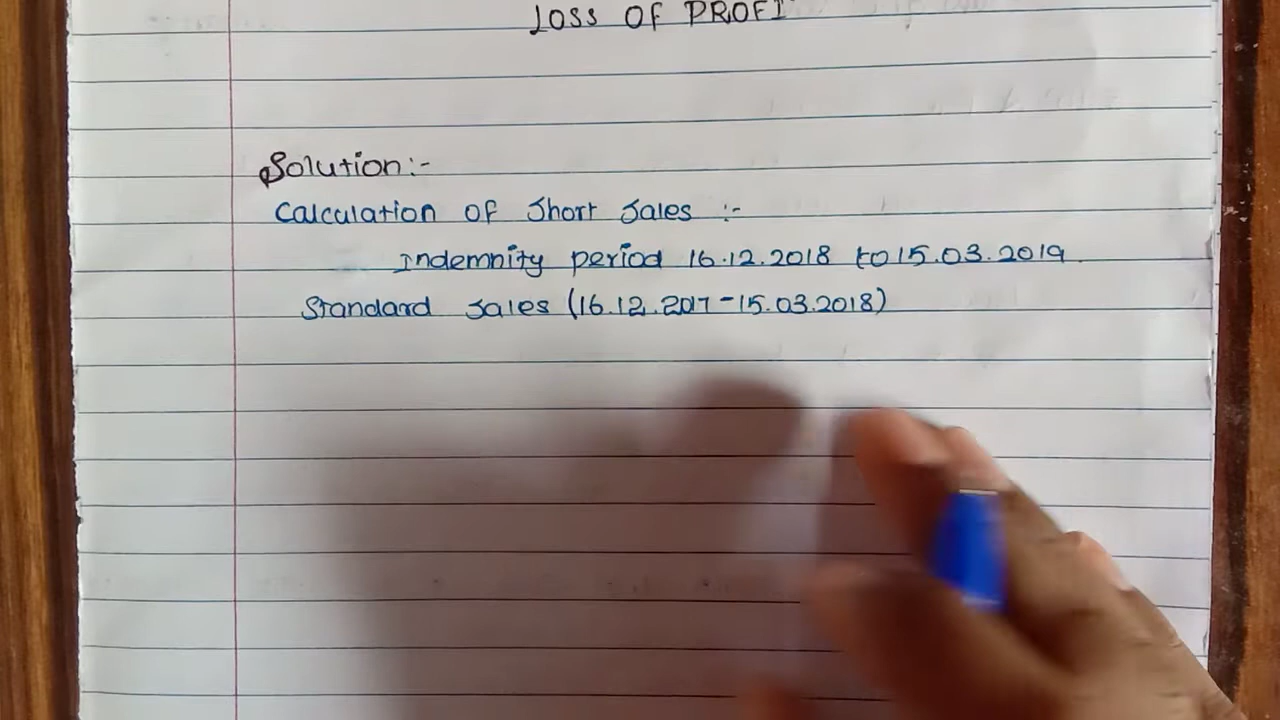 LOSS OF PROFI
Solution:-
Calculation OF Short Sales :-
Indemnity period 16.12.2018 to 15.03.2019
Standard Sales (16.12.2017-15.03.2018)